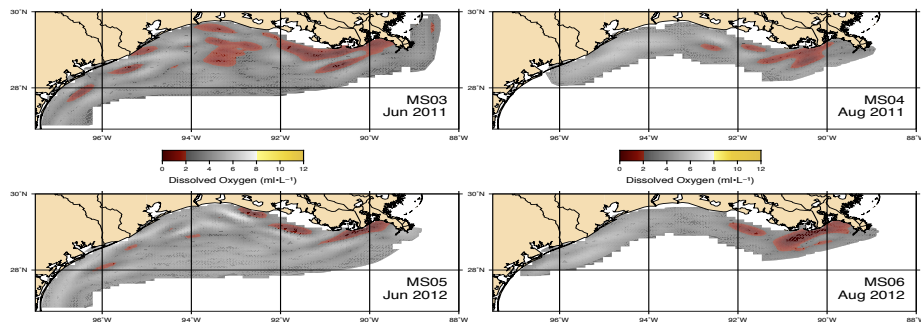 30°N
28°N
MS03
Jun 2011
96°W 94°W 92°W 90°W 88°W
30°N
28°N
MS04
Aug 2011
96°W 94°W 92°W 90°W
0 2 4 6 8 10 12
Dissolved Oxygen (ml•L⁻¹)
0 2 4 6 8 10 12
Dissolved Oxygen (ml•L⁻¹)
30°N
28°N
MS05
Jun 2012
96°W 94°W 92°W 90°W 88°W
30°N
28°N
MS06
Aug 2012
96°W 94°W 92°W 90°W